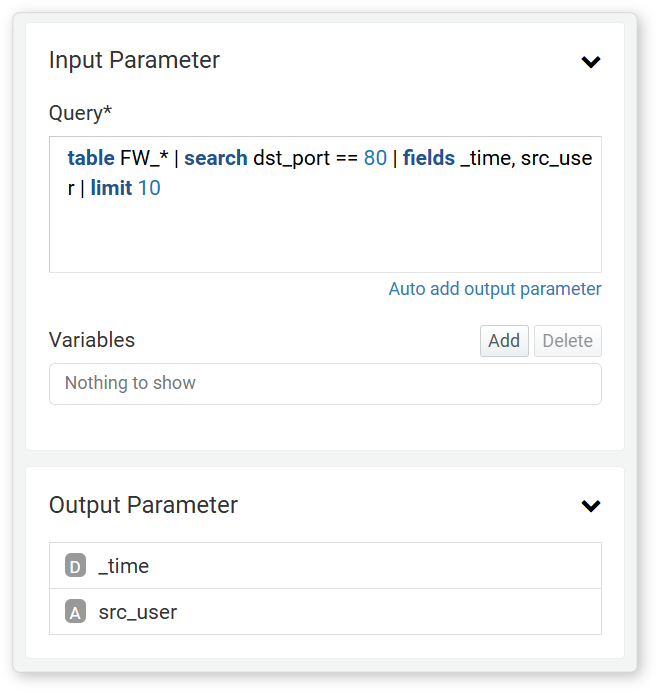 Input Parameter
Query*
table FW_* | search dst_port == 80 | fields _time, src_use
r | limit 10
Auto add output parameter
Variables
Add
Delete
Nothing to show
Output Parameter
D _time
A src_user